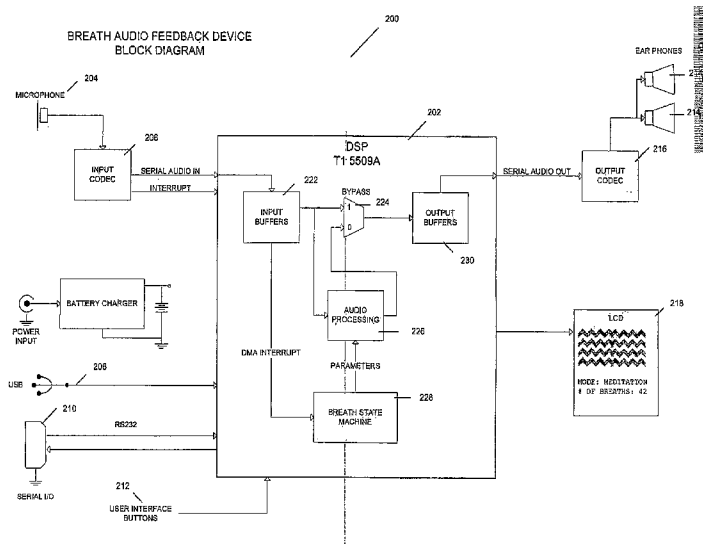 BREATH AUDIO FEEDBACK DEVICE
BLOCK DIAGRAM
200
EAR PHONES
204
MICROPHONE
214
202
206
DSP
T1 5509A
216
INPUT
CODEC
SERIAL AUDIO IN
INTERRUPT
222
INPUT
BUFFERS
BYPASS
1
224
0
OUTPUT
BUFFERS
230
SERIAL AUDIO OUT
OUTPUT
CODEC
BATTERY CHARGER
POWER
INPUT
AUDIO
PROCESSING
226
218
LCD
MODE: MEDITATION
# OF BREATHS: 42
DMA INTERRUPT
PARAMETERS
USB
206
228
BREATH STATE
MACHINE
210
RS232
SERIAL I/O
212
USER INTERFACE
BUTTONS